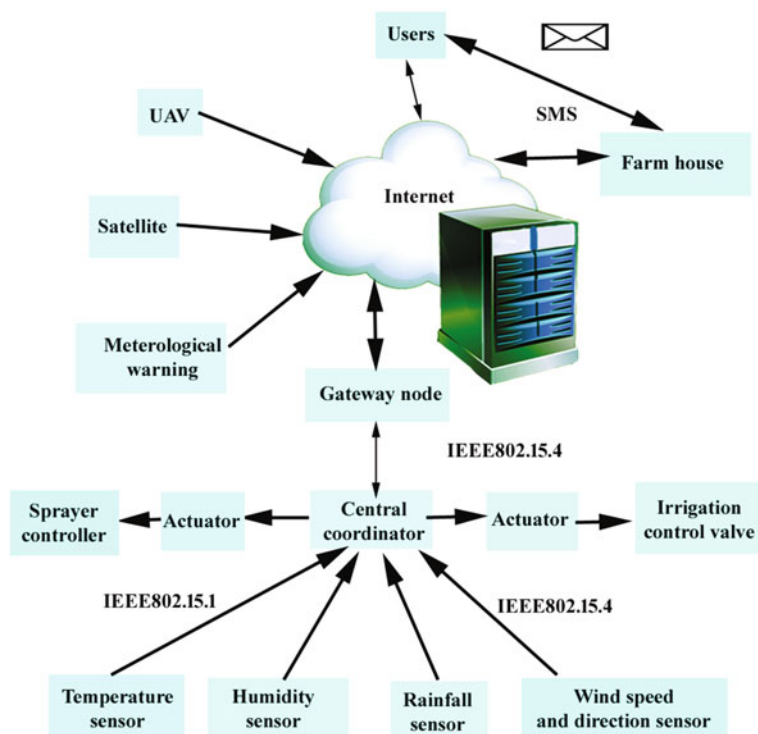 Users
SMS
UAV
Farm house
Internet
Satellite
Meterological
warning
Gateway node
IEEE802.15.4
Sprayer
controller
Actuator
Central
coordinator
Actuator
Irrigation
control valve
IEEE802.15.1
IEEE802.15.4
Temperature
sensor
Humidity
sensor
Rainfall
sensor
Wind speed
and direction sensor